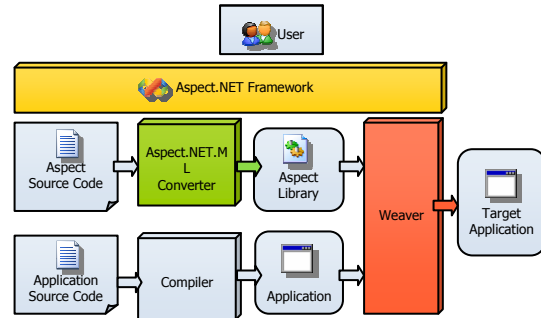 User
Aspect.NET Framework
Aspect
Source Code
Aspect.NET.M
L
Converter
Aspect
Library
Weaver
Target
Application
Application
Source Code
Compiler
Application